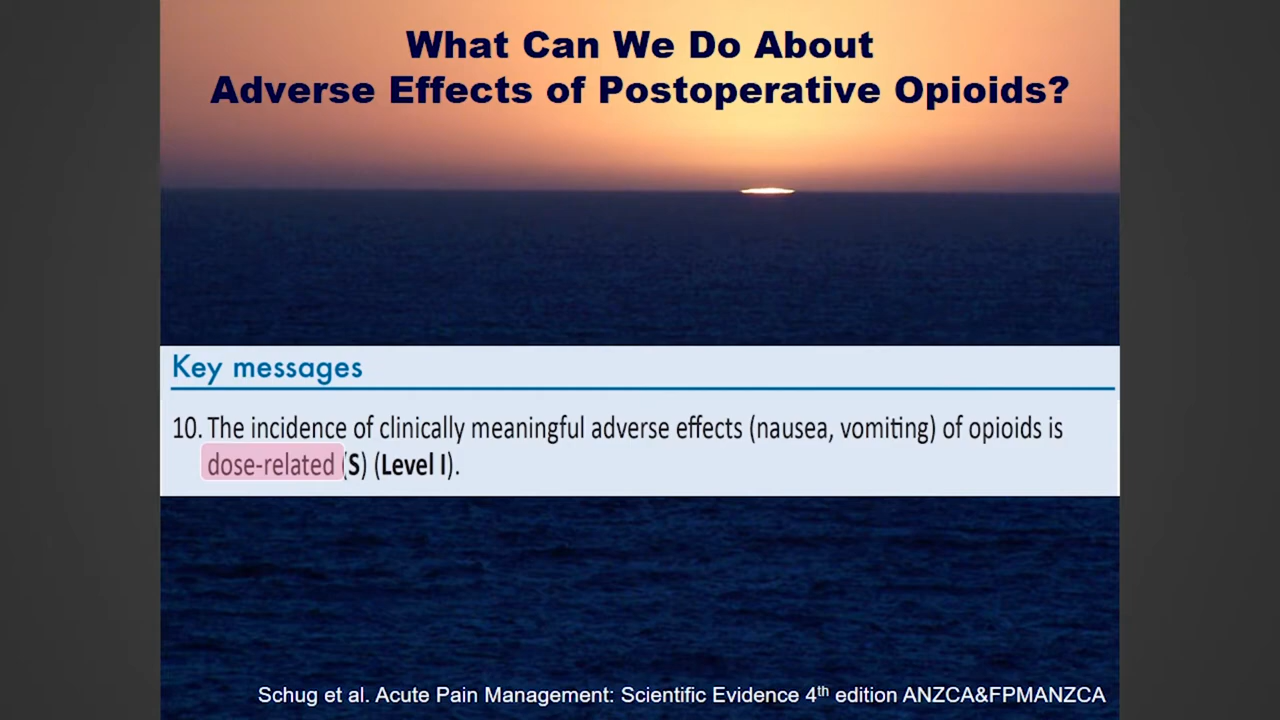 What Can We Do About
Adverse Effects of Postoperative Opioids?
Key messages
10. The incidence of clinically meaningful adverse effects (nausea, vomiting) of opioids is
dose-related (S) (Level I).
Schug et al. Acute Pain Management: Scientific Evidence 4th edition ANZCA&FPMANZCA